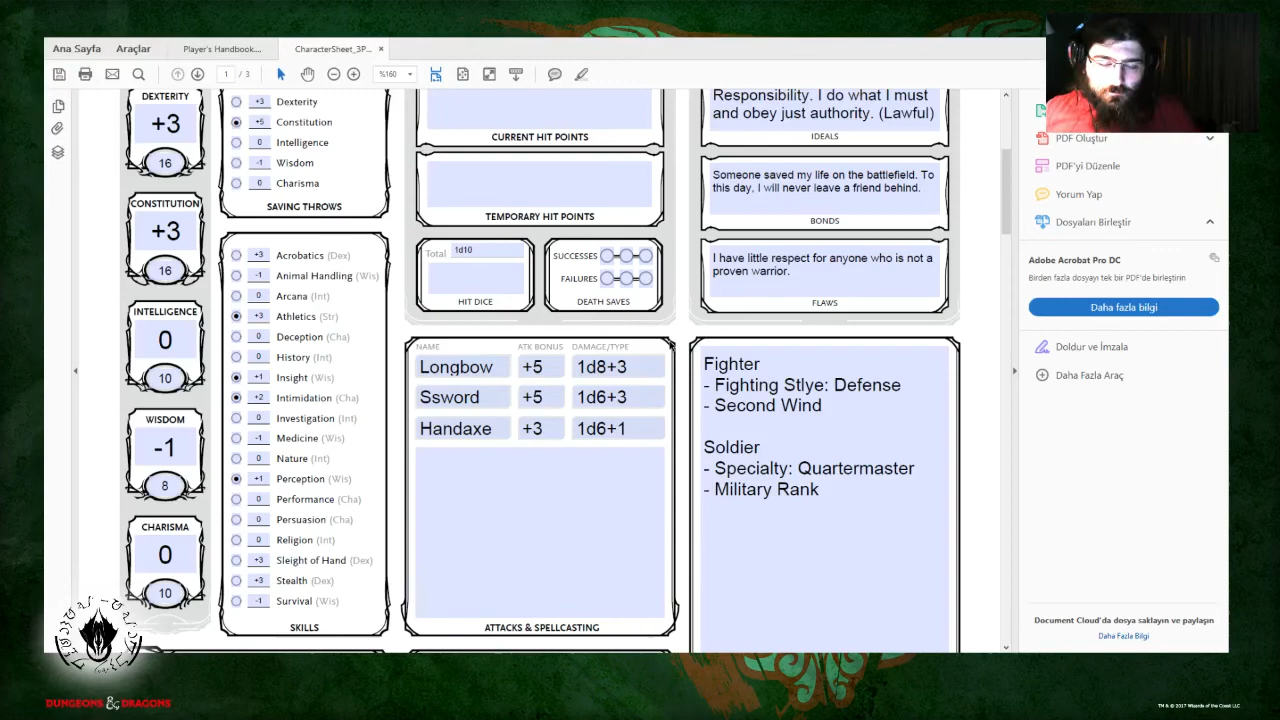 Ana Sayfa
Araçlar
Player's Handbook....
CharacterSheet_3P...
1 / 3
%160
DEXTERITY
+3
16
CONSTITUTION
+3
16
INTELLIGENCE
0
10
WISDOM
-1
8
CHARISMA
0
10
+3 Dexterity
+5 Constitution
0 Intelligence
-1 Wisdom
0 Charisma
SAVING THROWS
+3 Acrobatics (Dex)
-1 Animal Handling (Wis)
0 Arcana (Int)
+3 Athletics (Str)
0 Deception (Cha)
0 History (Int)
+1 Insight (Wis)
+2 Intimidation (Cha)
0 Investigation (Int)
-1 Medicine (Wis)
0 Nature (Int)
+1 Perception (Wis)
0 Performance (Cha)
0 Persuasion (Cha)
0 Religion (Int)
+3 Sleight of Hand (Dex)
+3 Stealth (Dex)
-1 Survival (Wis)
SKILLS
CURRENT HIT POINTS
TEMPORARY HIT POINTS
Total 1d10
HIT DICE
SUCCESSES
FAILURES
DEATH SAVES
NAME ATK BONUS DAMAGE/TYPE
Longbow +5 1d8+3
Ssword +5 1d6+3
Handaxe +3 1d6+1
ATTACKS & SPELLCASTING
Responsibility. I do what I must
and obey just authority. (Lawful)
IDEALS
Someone saved my life on the battlefield. To
this day, I will never leave a friend behind.
BONDS
I have little respect for anyone who is not a
proven warrior.
FLAWS
Fighter
- Fighting Stlye: Defense
- Second Wind
Soldier
- Specialty: Quartermaster
- Military Rank
PDF Oluştur
PDF'yi Düzenle
Yorum Yap
Dosyaları Birleştir
Adobe Acrobat Pro DC
Birden fazla dosyayı tek bir PDF'de birleştirin
Daha fazla bilgi
Doldur ve İmzala
Daha Fazla Araç
Document Cloud'da dosya saklayın ve paylaşın
Daha Fazla Bilgi
DUNGEONS & DRAGONS
TM & © 2017 Wizards of the Coast LLC